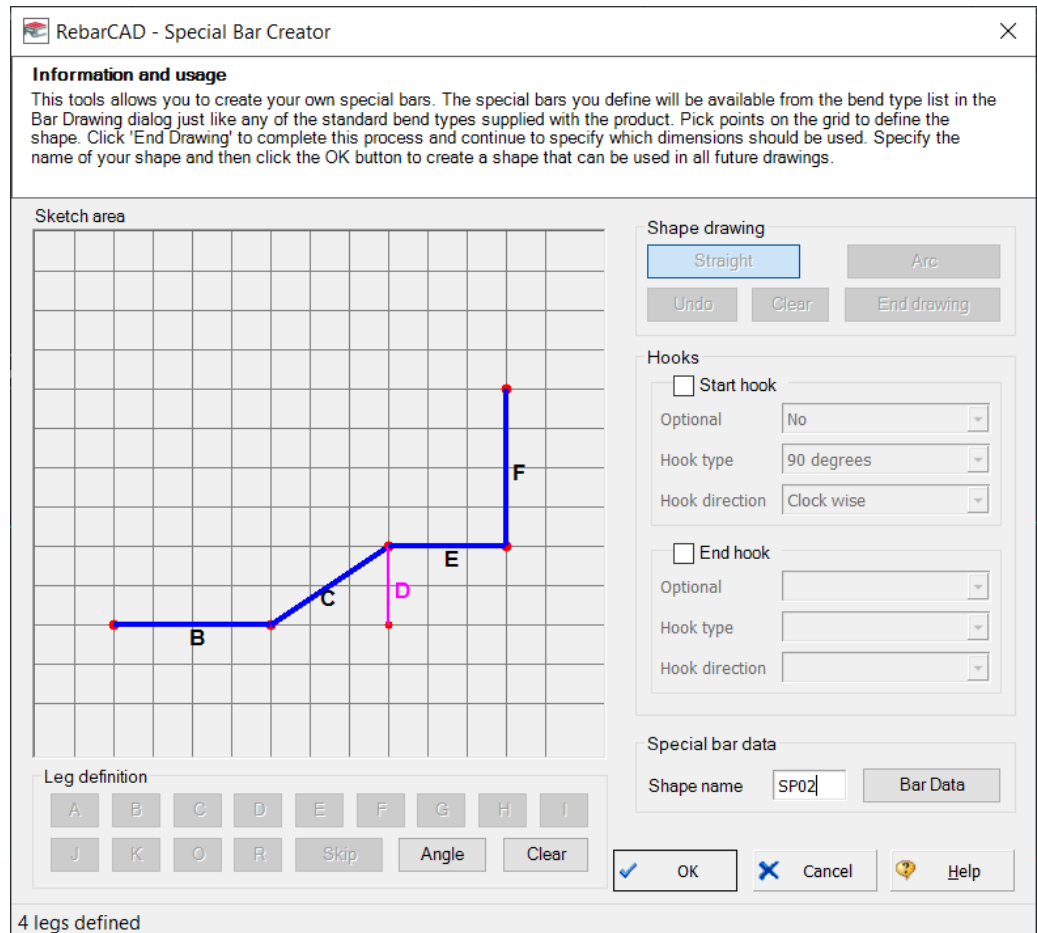 RebarCAD - Special Bar Creator
Information and usage
This tools allows you to create your own special bars. The special bars you define will be available from the bend type list in the
Bar Drawing dialog just like any of the standard bend types supplied with the product. Pick points on the grid to define the
shape. Click 'End Drawing' to complete this process and continue to specify which dimensions should be used. Specify the
name of your shape and then click the OK button to create a shape that can be used in all future drawings.
Sketch area
F
E
D
C
B
Leg definition
A B C D E F G H I
J K O R Skip Angle Clear
4 legs defined
Shape drawing
Straight Arc
Undo Clear End drawing
Hooks
Start hook
Optional No
Hook type 90 degrees
Hook direction Clock wise
End hook
Optional
Hook type
Hook direction
Special bar data
Shape name SP02 Bar Data
OK Cancel Help